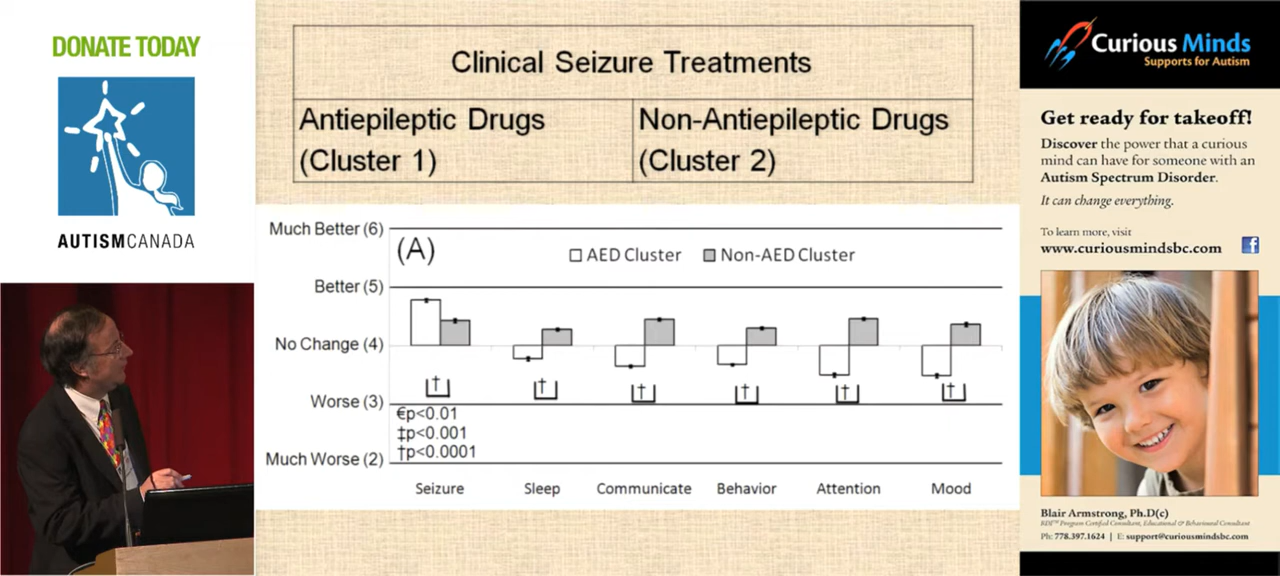 DONATE TODAY
AUTISMCANADA
Clinical Seizure Treatments
Antiepileptic Drugs
(Cluster 1)
Non-Antiepileptic Drugs
(Cluster 2)
Much Better (6)
(A)
AED Cluster
Non-AED Cluster
Better (5)
No Change (4)
† † † † † †
Worse (3)
€p<0.01
‡p<0.001
†p<0.0001
Much Worse (2)
Seizure Sleep Communicate Behavior Attention Mood
Curious Minds
Supports for Autism
Get ready for takeoff!
Discover the power that a curious
mind can have for someone with an
Autism Spectrum Disorder.
It can change everything.
To learn more, visit
www.curiousmindsbc.com f
Blair Armstrong, Ph.D(c)
RDI™ Program Certified Consultant, Educational & Behavioural Consultant
Ph: 778.397.1624 | E: support@curiousmindsbc.com